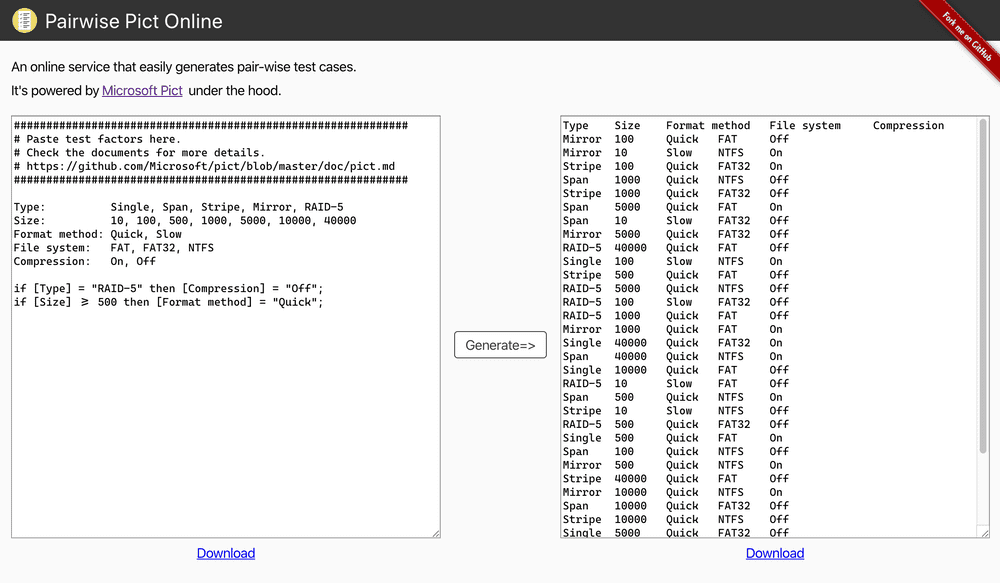 Pairwise Pict Online
Fork me on GitHub
An online service that easily generates pair-wise test cases.
It's powered by Microsoft Pict under the hood.
#############################################################
# Paste test factors here.
# Check the documents for more details.
# https://github.com/Microsoft/pict/blob/master/doc/pict.md
#############################################################
Type: Single, Span, Stripe, Mirror, RAID-5
Size: 10, 100, 500, 1000, 5000, 10000, 40000
Format method: Quick, Slow
File system: FAT, FAT32, NTFS
Compression: On, Off
if [Type] = "RAID-5" then [Compression] = "Off";
if [Size] ≥ 500 then [Format method] = "Quick";
Download
Generate=>
Type Size Format method File system Compression
Mirror 100 Quick FAT Off
Mirror 10 Slow NTFS On
Stripe 100 Quick FAT32 On
Span 1000 Quick NTFS Off
Stripe 1000 Quick FAT32 Off
Span 5000 Quick FAT On
Span 10 Slow FAT32 Off
Mirror 5000 Quick FAT32 Off
RAID-5 40000 Quick FAT Off
Single 100 Slow NTFS On
Stripe 500 Quick FAT Off
RAID-5 5000 Quick NTFS Off
RAID-5 100 Slow FAT32 Off
RAID-5 1000 Quick FAT Off
Mirror 1000 Quick FAT On
Single 40000 Quick FAT32 On
Span 40000 Quick NTFS On
Single 10000 Quick FAT Off
RAID-5 10 Slow FAT Off
Span 500 Quick NTFS On
Stripe 10 Slow NTFS Off
RAID-5 500 Quick FAT32 Off
Single 500 Quick FAT On
Span 100 Quick NTFS Off
Mirror 500 Quick NTFS On
Stripe 40000 Quick FAT Off
Mirror 10000 Quick NTFS On
Span 10000 Quick FAT32 Off
Stripe 10000 Quick NTFS Off
Single 5000 Quick FAT32 Off
Download